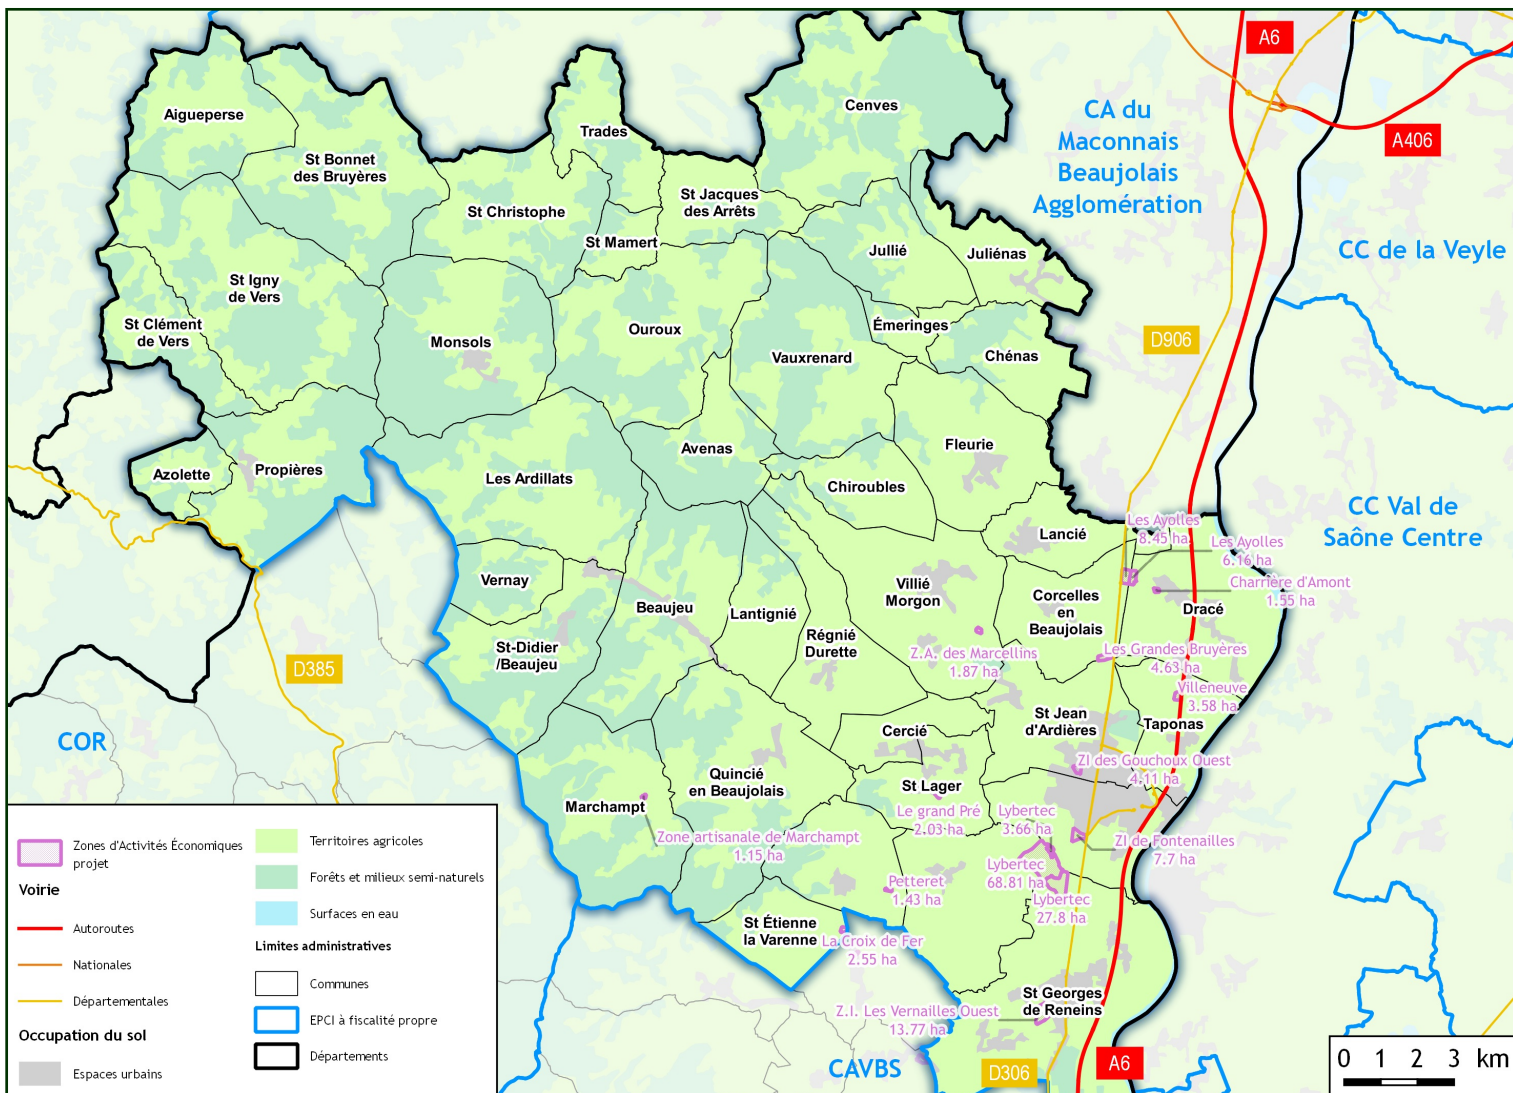 A6
A406
CA du
Maconnais
Beaujolais
Agglomération
CC de la Veyle
D906
CC Val de
Saône Centre
Aigueperse
St Bonnet
des Bruyères
Trades
Cenves
St Christophe
St Jacques
des Arrêts
St Mamert
Jullié
Juliénas
St Igny
de Vers
St Clément
de Vers
Monsols
Ouroux
Émeringes
Vauxrenard
Chénas
Avenas
Fleurie
Azolette
Propières
Les Ardillats
Chiroubles
Lancié
Les Ayolles
8.45 ha
Les Ayolles
6.16 ha
Charrière d'Amont
1.55 ha
Vernay
Beaujeu
Lantignié
Villié
Morgon
Corcelles
en
Beaujolais
Dracé
St-Didier
/Beaujeu
Régnié
Durette
Z.A. des Marcellins
1.87 ha
Les Grandes Bruyères
4.63 ha
Villeneuve
3.58 ha
D385
COR
St Jean
d'Ardières
Taponas
Cercié
ZI des Gouchoux Ouest
4.11 ha
Quincié
en Beaujolais
St Lager
Marchampt
Le grand Pré
2.03 ha
Lybertec
3.66 ha
Zone artisanale de Marchampt
1.15 ha
ZI de Fontenailles
7.7 ha
Lybertec
68.81 ha
Petteret
1.43 ha
Lybertec
27.8 ha
St Étienne
la Varenne
La Croix de Fer
2.55 ha
St Georges
de Reneins
Z.I. Les Vernailles Ouest
13.77 ha
CAVBS
D306
A6
Zones d'Activités Économiques
projet
Voirie
Autoroutes
Nationales
Départementales
Occupation du sol
Espaces urbains
Territoires agricoles
Forêts et milieux semi-naturels
Surfaces en eau
Limites administratives
Communes
EPCI à fiscalité propre
Départements
0 1 2 3 km